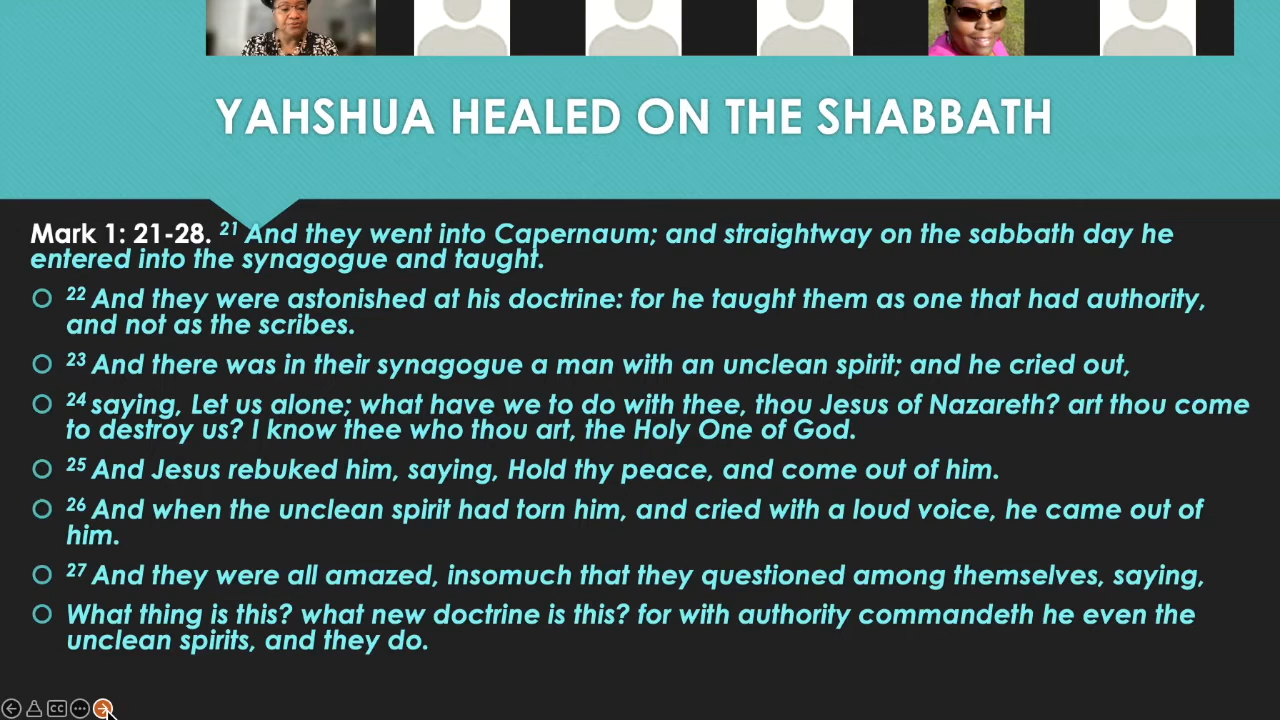 YAHSHUA HEALED ON THE SHABBATH
Mark 1: 21-28. 21 And they went into Capernaum; and straightway on the sabbath day he
entered into the synagogue and taught.
22 And they were astonished at his doctrine: for he taught them as one that had authority,
and not as the scribes.
23 And there was in their synagogue a man with an unclean spirit; and he cried out,
24 saying, Let us alone; what have we to do with thee, thou Jesus of Nazareth? art thou come
to destroy us? I know thee who thou art, the Holy One of God.
25 And Jesus rebuked him, saying, Hold thy peace, and come out of him.
26 And when the unclean spirit had torn him, and cried with a loud voice, he came out of
him.
27 And they were all amazed, insomuch that they questioned among themselves, saying,
What thing is this? what new doctrine is this? for with authority commandeth he even the
unclean spirits, and they do.
CC